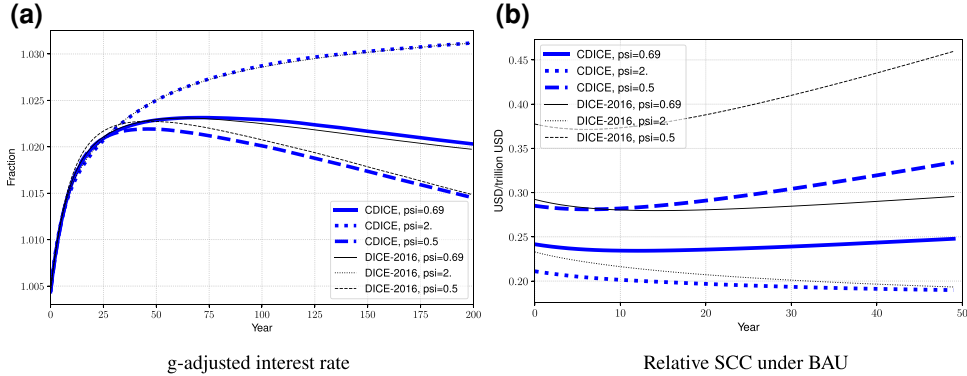 (a)
1.030
1.025
1.020
1.015
1.010
1.005
Fraction
0 25 50 75 100 125 150 175 200
Year
CDICE, psi=0.69
CDICE, psi=2.
CDICE, psi=0.5
DICE-2016, psi=0.69
DICE-2016, psi=2.
DICE-2016, psi=0.5
g-adjusted interest rate
(b)
0.45
0.40
0.35
0.30
0.25
0.20
USD/trillion USD
0 10 20 30 40 50
Year
CDICE, psi=0.69
CDICE, psi=2.
CDICE, psi=0.5
DICE-2016, psi=0.69
DICE-2016, psi=2.
DICE-2016, psi=0.5
Relative SCC under BAU